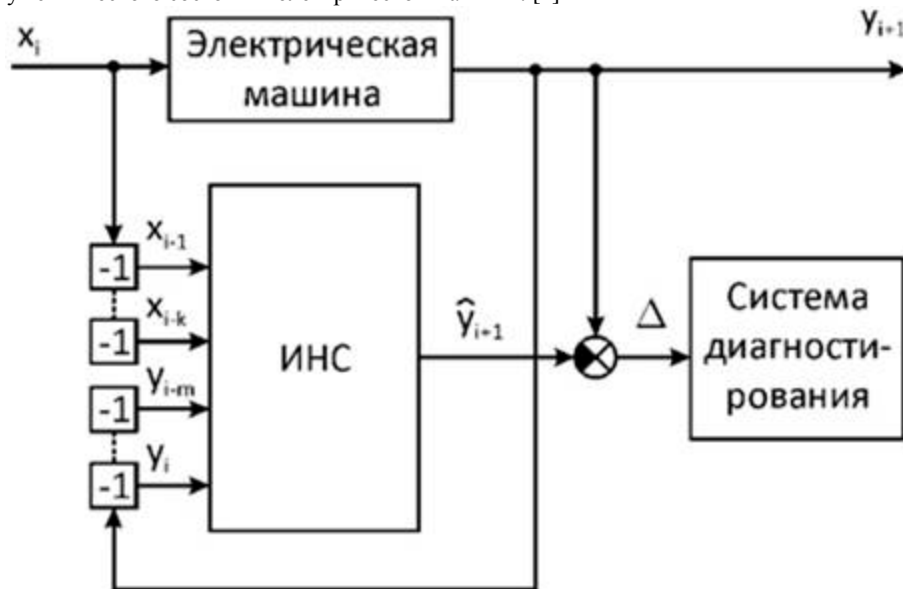 x_i
y_{i+1}
Электрическая
машина
x_{i-1}
-1
x_{i-k}
-1
y_{i-m}
-1
y_i
-1
ИНС
ŷ_{i+1}
Δ
Система
диагности-
рования